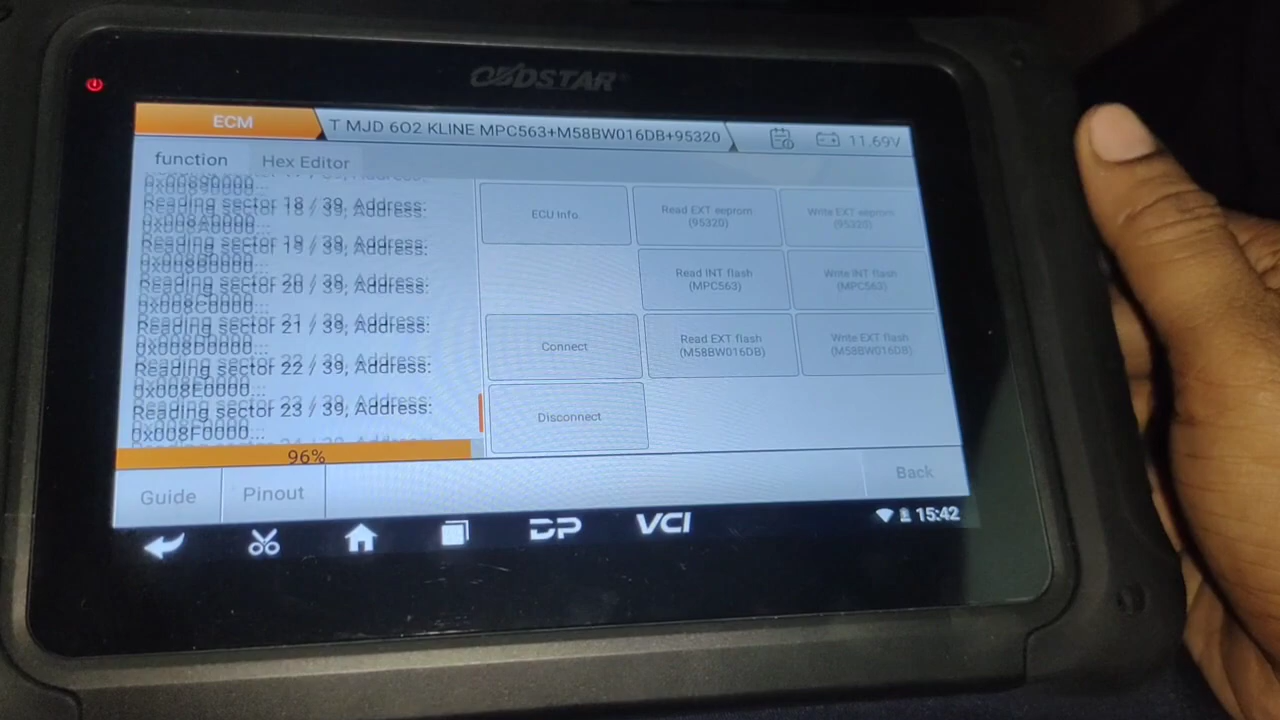 OBDSTAR
ECM
T MJD 6O2 KLINE MPC563+M58BW016DB+95320
11.69V
function
Hex Editor
0x00890000...
Reading sector 18 / 39, Address:
0x008A0000...
Reading sector 19 / 39, Address:
0x008B0000...
Reading sector 20 / 39, Address:
0x008C0000...
Reading sector 21 / 39, Address:
0x008D0000...
Reading sector 22 / 39, Address:
0x008E0000...
Reading sector 23 / 39, Address:
0x008F0000...
96%
ECU Info
Read EXT eeprom
(95320)
Write EXT eeprom
(95320)
Read INT flash
(MPC563)
Write INT flash
(MPC563)
Connect
Read EXT flash
(M58BW016DB)
Write EXT flash
(M58BW016DB)
Disconnect
Guide
Pinout
Back
DP
VCI
15:42